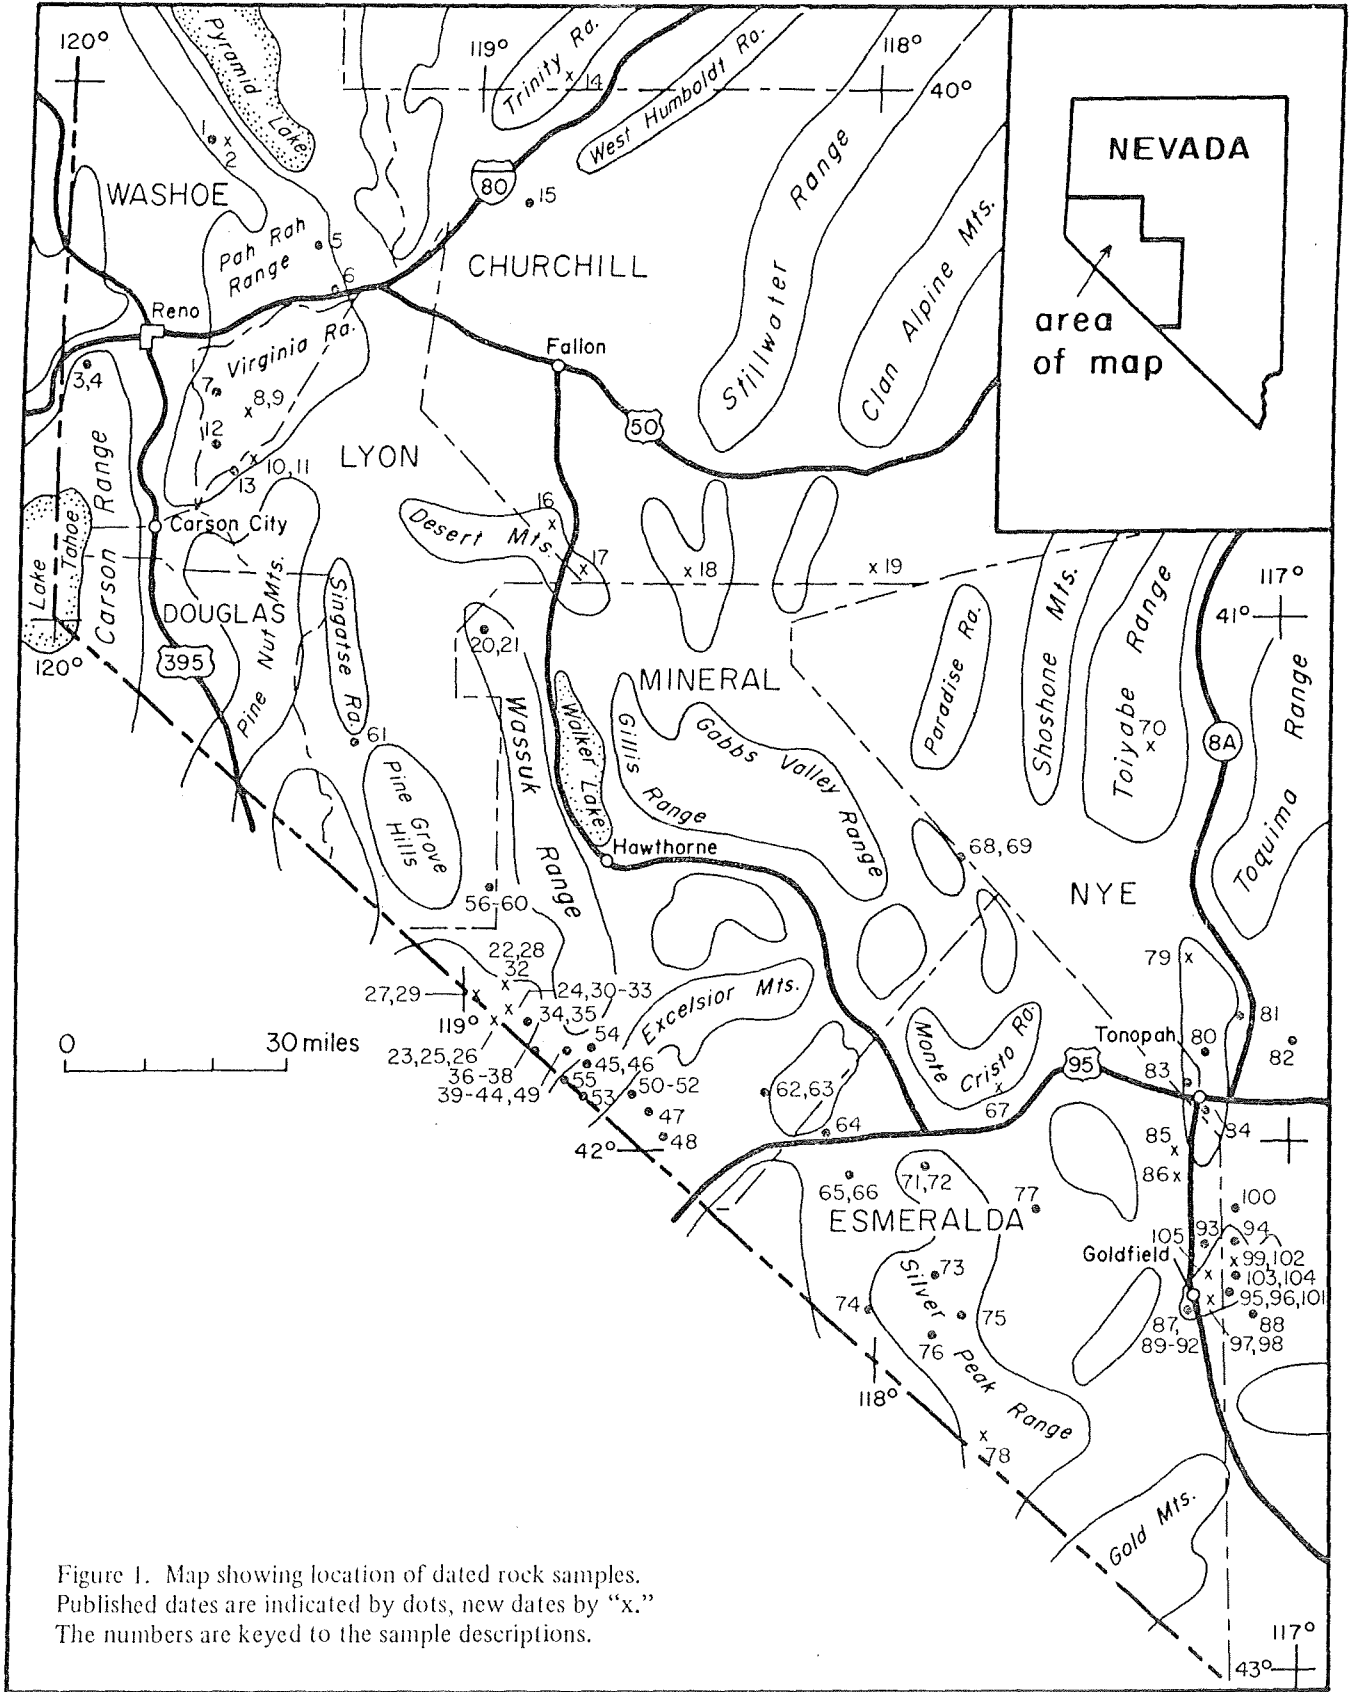 120°
Pyramid
Lake
119°
Trinity Ra.
14
West Humboldt Ra.
118°
40°
NEVADA
area
of map
1
2
WASHOE
80
15
Pah Rah
Range
5
6
CHURCHILL
Stillwater
Range
Clan Alpine Mts.
Reno
Virginia Ra.
3,4
7
8,9
12
10,11
13
Fallon
50
LYON
Carson Range
Lake
Tahoe
Carson City
Desert Mts.
16
17
18
19
DOUGLAS
395
120°
Pine Nut Mts.
Singatse Ra.
61
20,21
Wassuk
Range
Walker Lake
MINERAL
Gillis
Range
Gabbs Valley Range
Paradise Ra.
Shoshone Mts.
Toiyabe Range
70
8A
117°
41°
Toquima Range
Pine Grove
Hills
Hawthorne
56-60
68,69
NYE
22,28
32
27,29
24,30-33
119°
34,35
54
23,25,26
36-38
45,46
39-44,49
55
53
50-52
47
48
42°
Excelsior Mts.
0
30 miles
62,63
64
Monte
Cristo Ra.
67
95
Tonopah
79
80
81
82
83
84
85
86
65,66
71,72
77
ESMERALDA
Silver
Peak
Range
73
74
75
76
118°
78
100
105
93
94
Goldfield
99,102
103,104
95,96,101
87,
89-92
88
97,98
Gold Mts.
117°
43°
Figure 1. Map showing location of dated rock samples.
Published dates are indicated by dots, new dates by “x.”
The numbers are keyed to the sample descriptions.